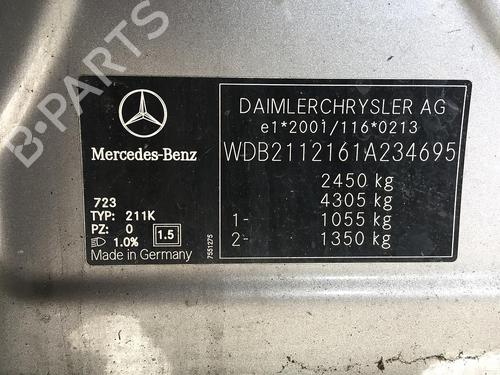 B-PARTS
Mercedes-Benz
723
TYP: 211K
PZ: 0
1.0% 1.5
Made in Germany
7551275
DAIMLERCHRYSLER AG
e1*2001/116*0213
WDB2112161A234695
2450 kg
4305 kg
1- 1055 kg
2- 1350 kg